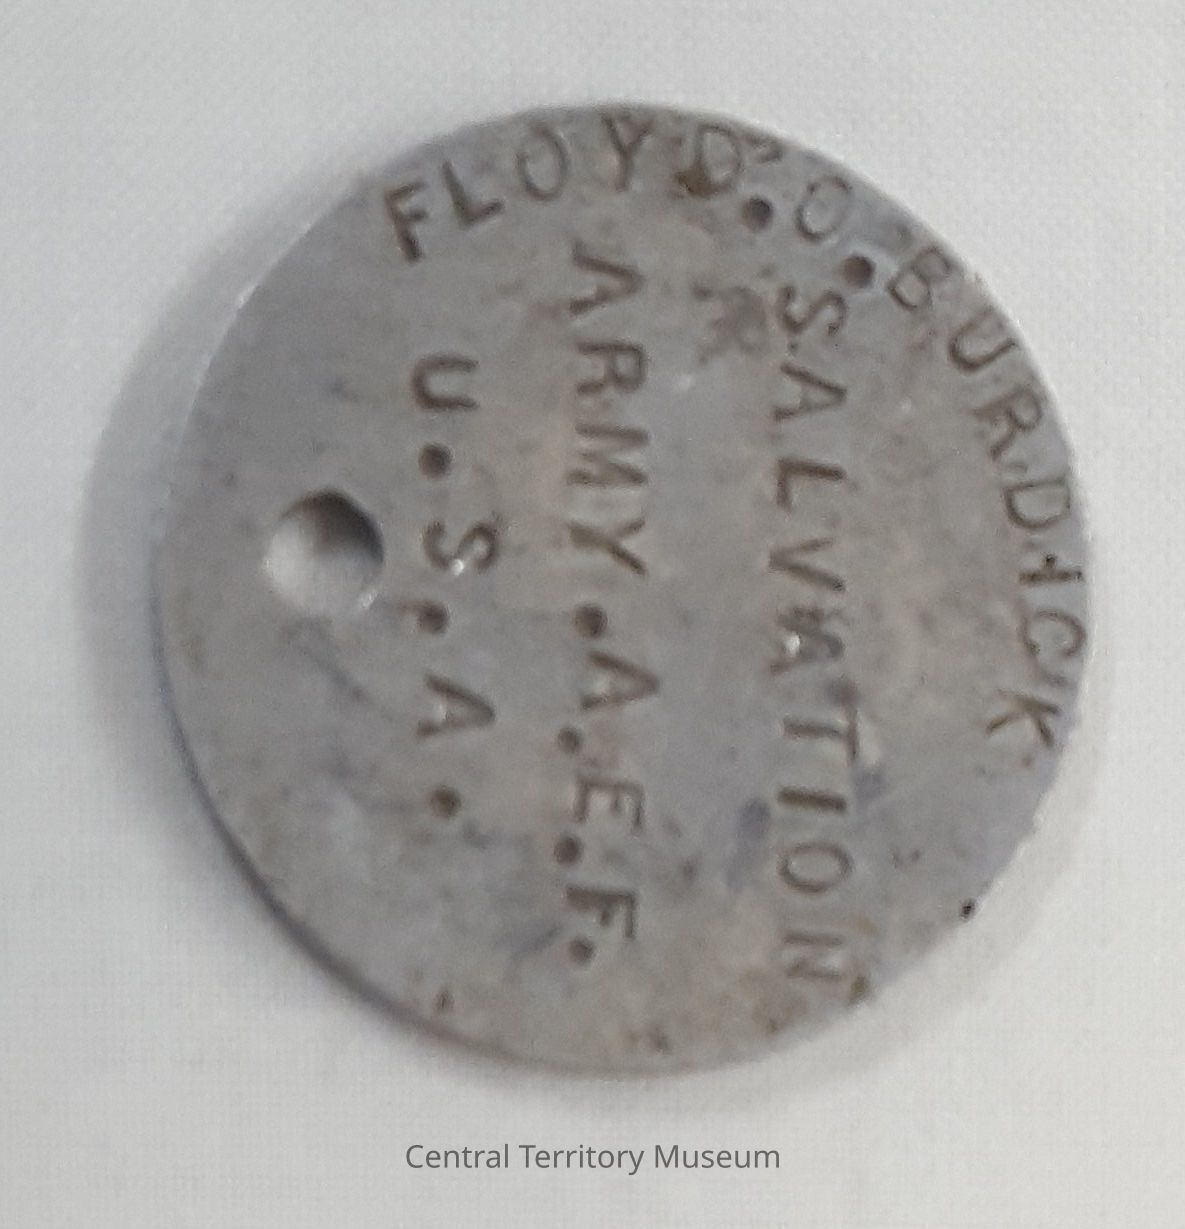 FLOYD.O.BURDICK
SALVATION
ARMY.A.E.F.
U.S.A.
Central Territory Museum